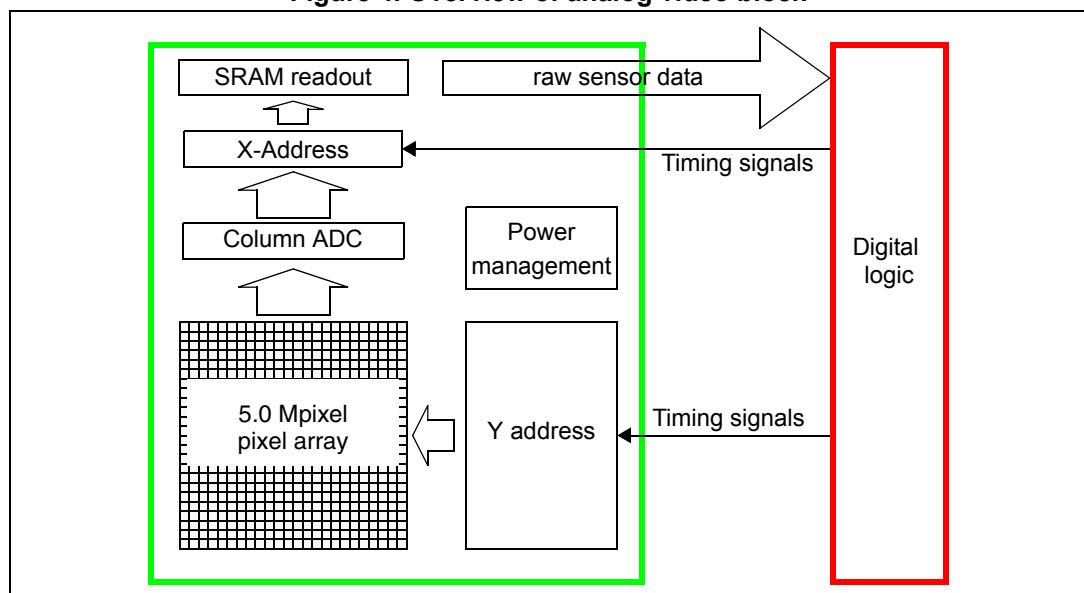 SRAM readout
raw sensor data
X-Address
Timing signals
Column ADC
Power
management
Digital
logic
5.0 Mpixel
pixel array
Y address
Timing signals